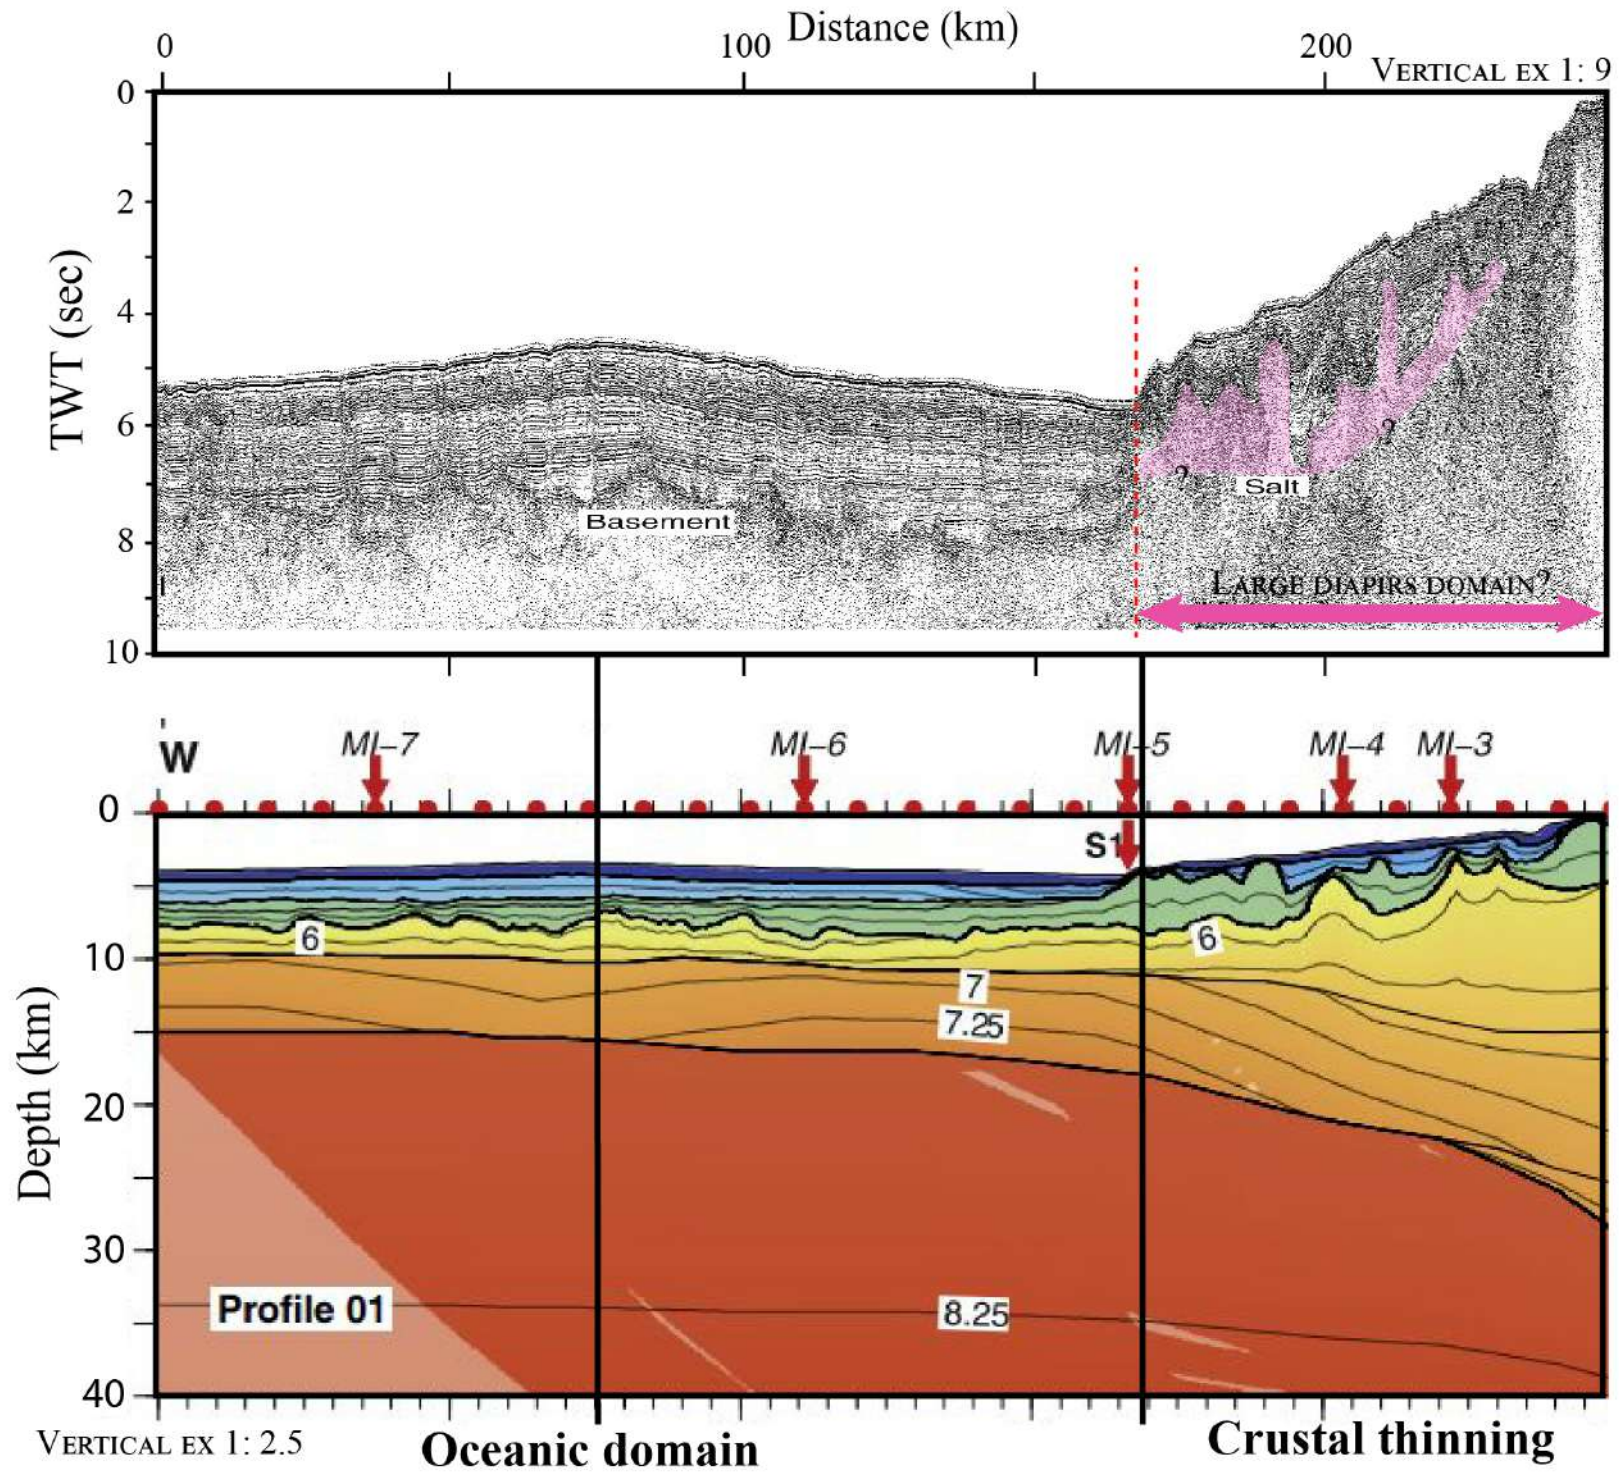 Distance (km)
0 100 200
VERTICAL EX 1: 9
0
2
4
6
8
10
TWT (sec)
?
?
Salt
Basement
LARGE DIAPIRS DOMAIN?
W
MI–7 MI–6 MI–5 MI–4 MI–3
0
S1
6 6
10
7
7.25
20
30
Profile 01
8.25
40
Depth (km)
VERTICAL EX 1: 2.5
Oceanic domain
Crustal thinning